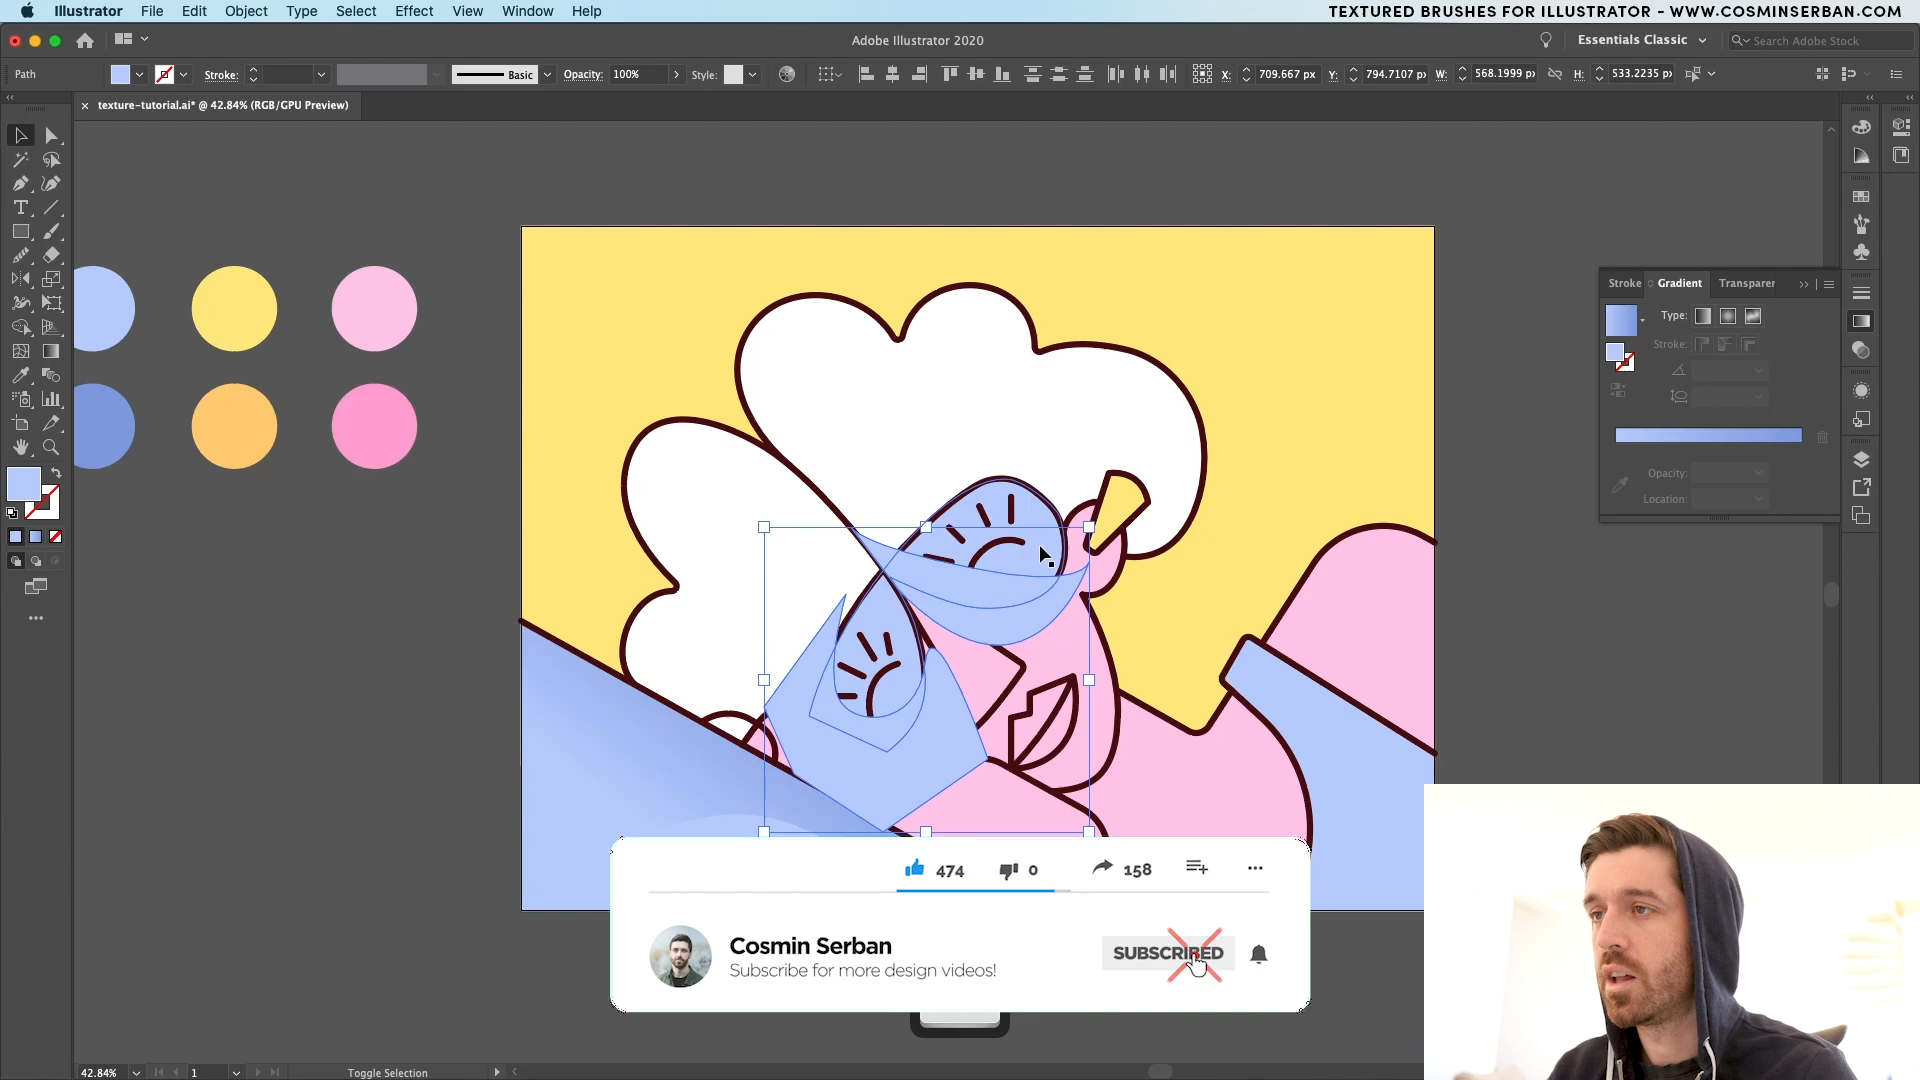 Illustrator File Edit Object Type Select Effect View Window Help
TEXTURED BRUSHES FOR ILLUSTRATOR - WWW.COSMINSERBAN.COM
Adobe Illustrator 2020
Essentials Classic
Search Adobe Stock
Path
Stroke:
Basic
Opacity: 100%
Style:
X: 709.667 px
Y: 794.7107 px
W: 568.1999 px
H: 533.2235 px
texture-tutorial.ai* @ 42.84% (RGB/GPU Preview)
Stroke Gradient Transparer
Type:
Stroke:
Opacity:
Location:
474
0
158
Cosmin Serban
Subscribe for more design videos!
SUBSCRIBED
42.84%
1
Toggle Selection